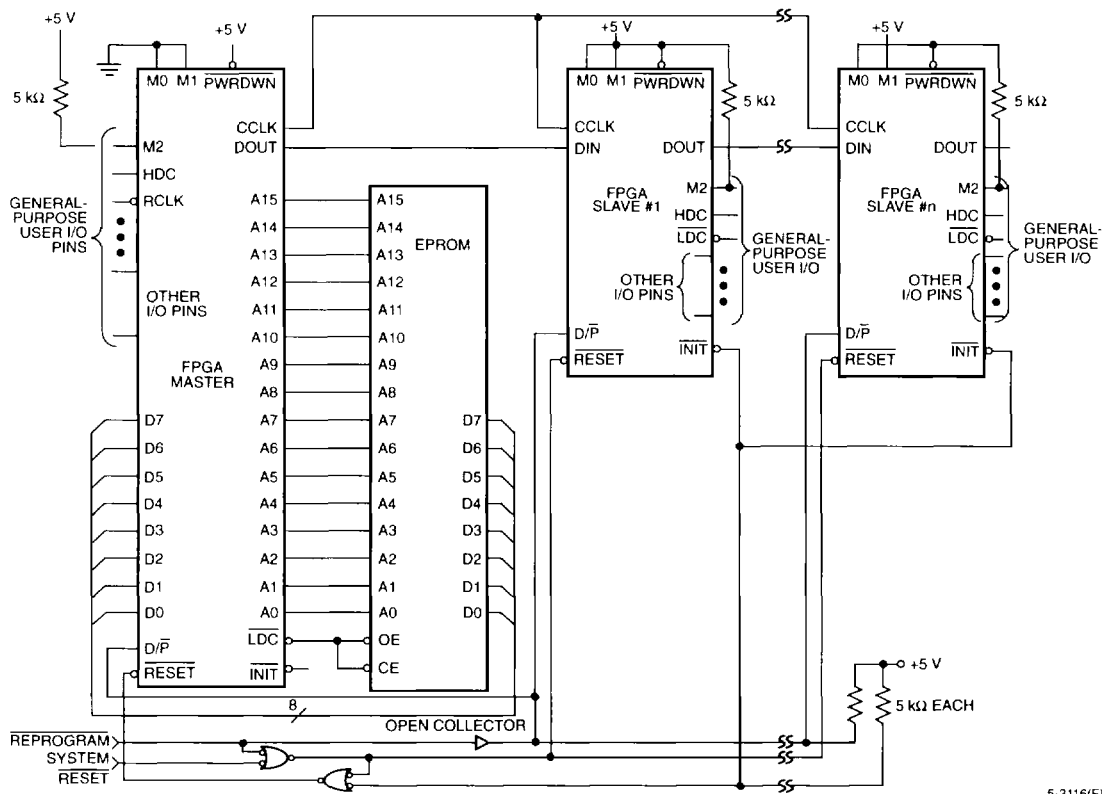 +5 V
+5 V
M0
M1
PWRDWN
5 kΩ
M2
HDC
RCLK
GENERAL-
PURPOSE
USER I/O
PINS
OTHER
I/O PINS
FPGA
MASTER
CCLK
DOUT
A15
A14
A13
A12
A11
A10
A9
A8
A7
A6
A5
A4
A3
A2
A1
A0
LDC
INIT
D7
D6
D5
D4
D3
D2
D1
D0
D/P
RESET
EPROM
A15
A14
A13
A12
A11
A10
A9
A8
A7
A6
A5
A4
A3
A2
A1
A0
OE
CE
D7
D6
D5
D4
D3
D2
D1
D0
+5 V
M0
M1
PWRDWN
5 kΩ
CCLK
DIN
DOUT
FPGA
SLAVE #1
M2
HDC
LDC
GENERAL-
PURPOSE
USER I/O
OTHER
I/O PINS
D/P
RESET
INIT
+5 V
M0
M1
PWRDWN
5 kΩ
CCLK
DIN
DOUT
FPGA
SLAVE #n
M2
HDC
LDC
GENERAL-
PURPOSE
USER I/O
OTHER
I/O PINS
D/P
RESET
INIT
+5 V
5 kΩ EACH
8
OPEN COLLECTOR
REPROGRAM
SYSTEM
RESET